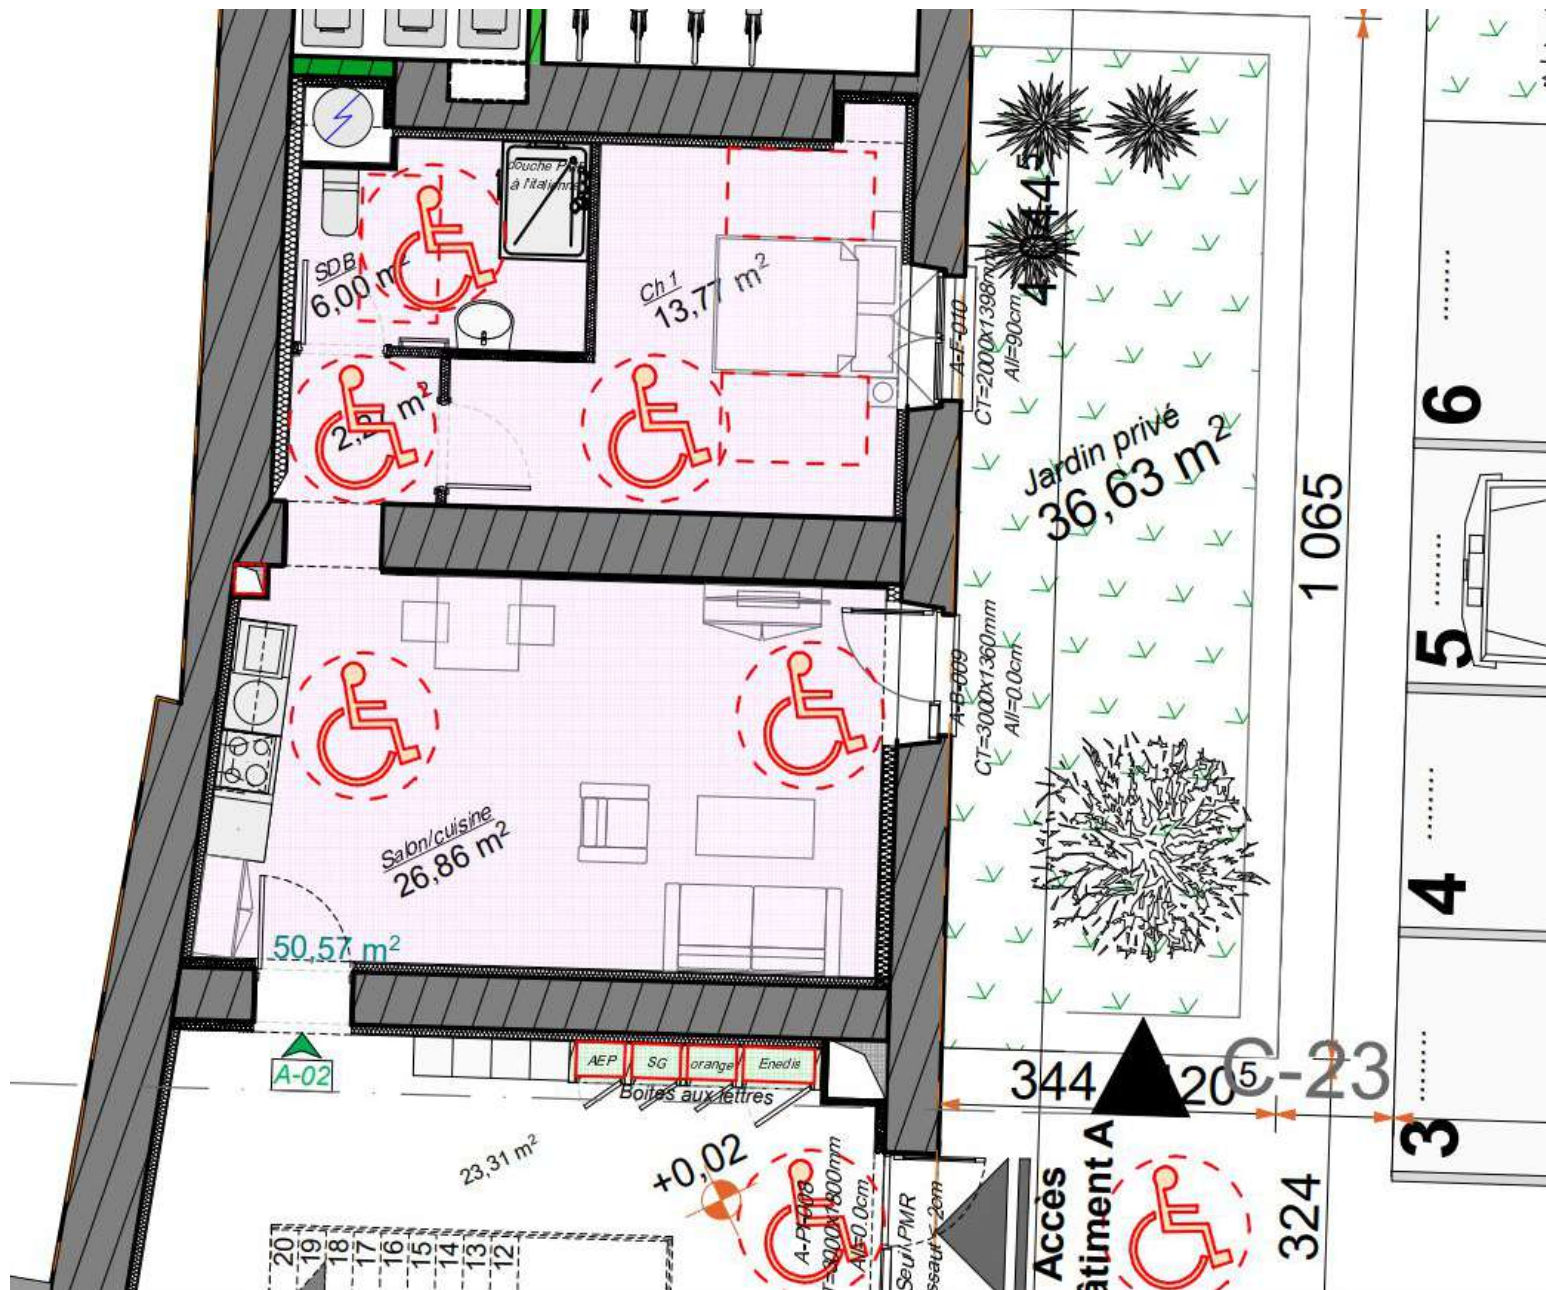 à l'italienne
SDB
6,00 m²
Ch 1
13,77 m²
A-F-010
CT=2000x1398mm
All=90cm
Jardin privé
36,63 m²
1 065
6
5
4
3
A-B-009
CT=3000x1360mm
All=0.0cm
Salon/cuisine
26,86 m²
50,57 m²
A-02
AEP
SG
orange
Enedis
Boites aux lettres
23,31 m²
+0,02
344
20⁵
C-23
324
Accès
âtiment A
All=0.0cm
Seuil PMR
20
19
18
17
16
15
14
13
12